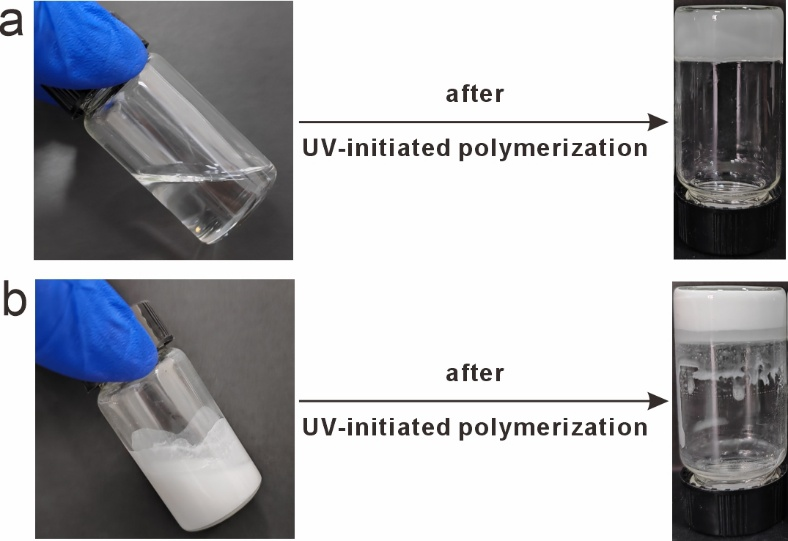 a
after
UV-initiated polymerization
b
after
UV-initiated polymerization